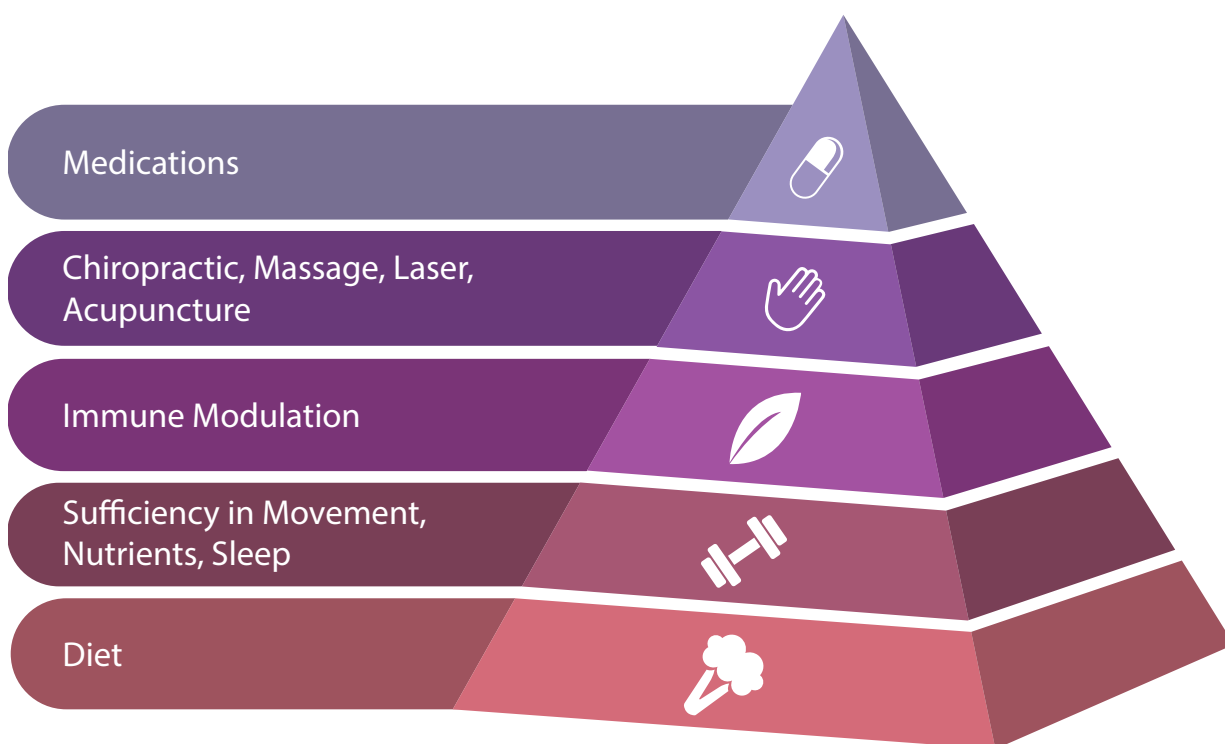 Medications
Chiropractic, Massage, Laser,
Acupuncture
Immune Modulation
Sufficiency in Movement,
Nutrients, Sleep
Diet